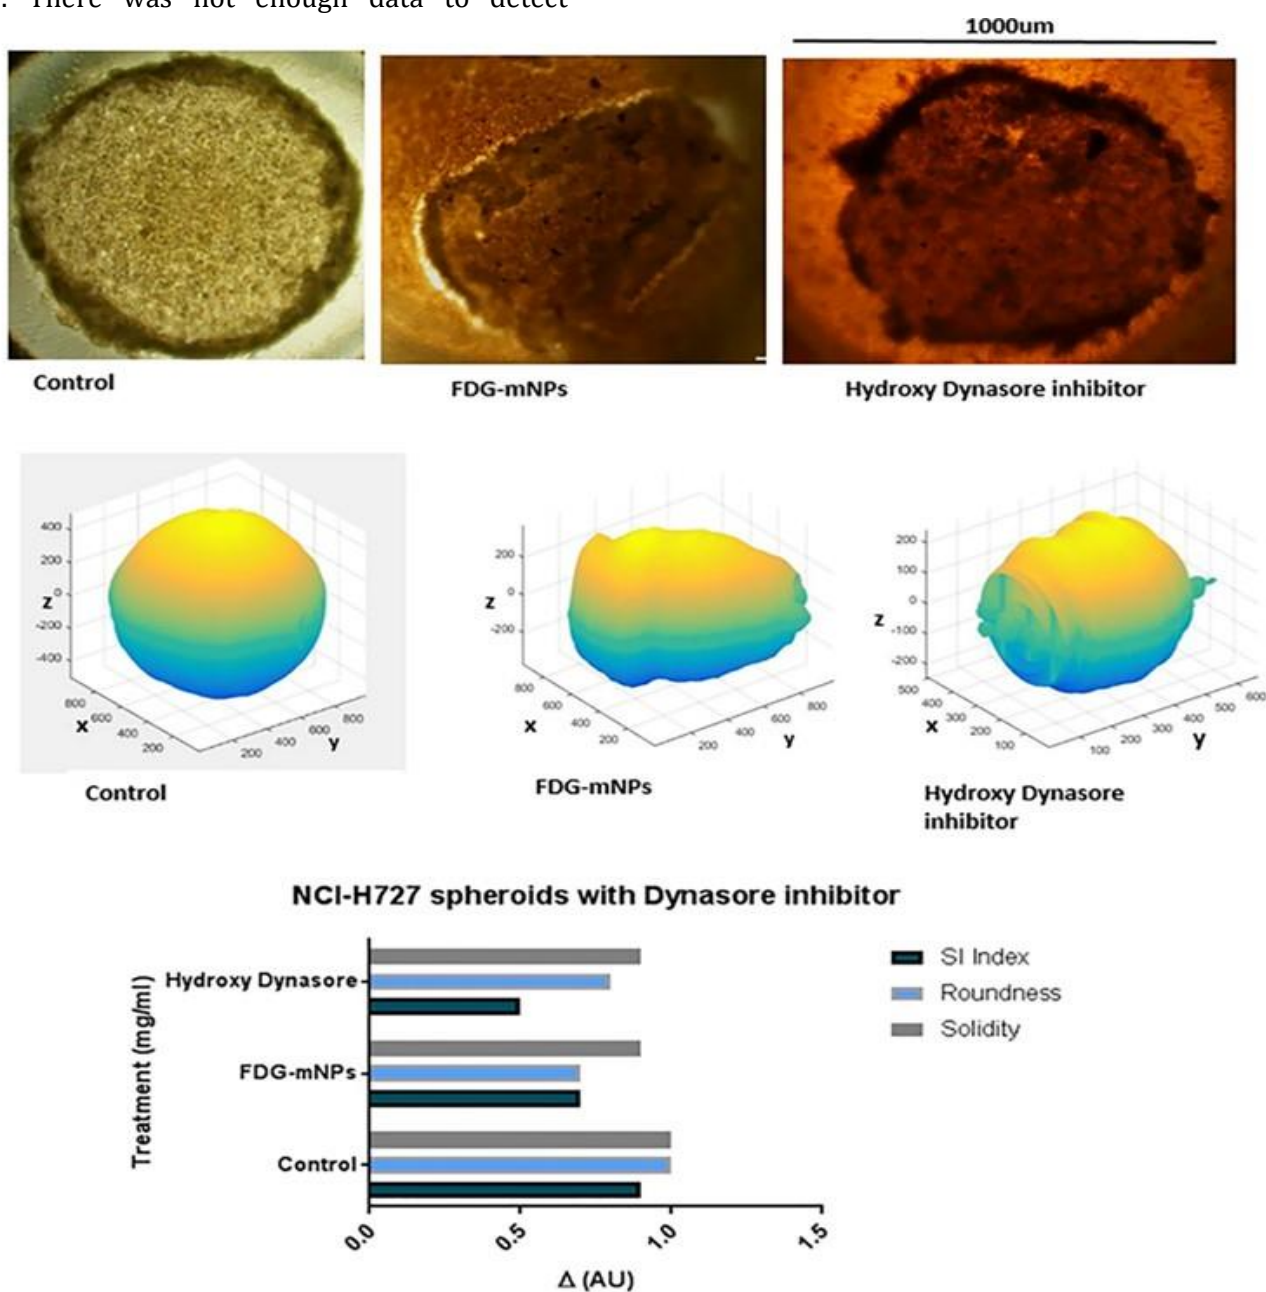 . There was not enough data to detect
1000um
Control
FDG-mNPs
Hydroxy Dynasore inhibitor
400
200
0
-200
-400
z
800
600
400
200
x
200
400
600
800
y
Control
200
0
-200
z
800
600
400
200
x
200
400
600
800
y
FDG-mNPs
200
100
0
-100
-200
z
500
400
300
200
100
x
100
200
300
400
500
600
y
Hydroxy Dynasore
inhibitor
NCI-H727 spheroids with Dynasore inhibitor
Treatment (mg/ml)
Hydroxy Dynasore
FDG-mNPs
Control
SI Index
Roundness
Solidity
0.0
0.5
1.0
1.5
Δ (AU)